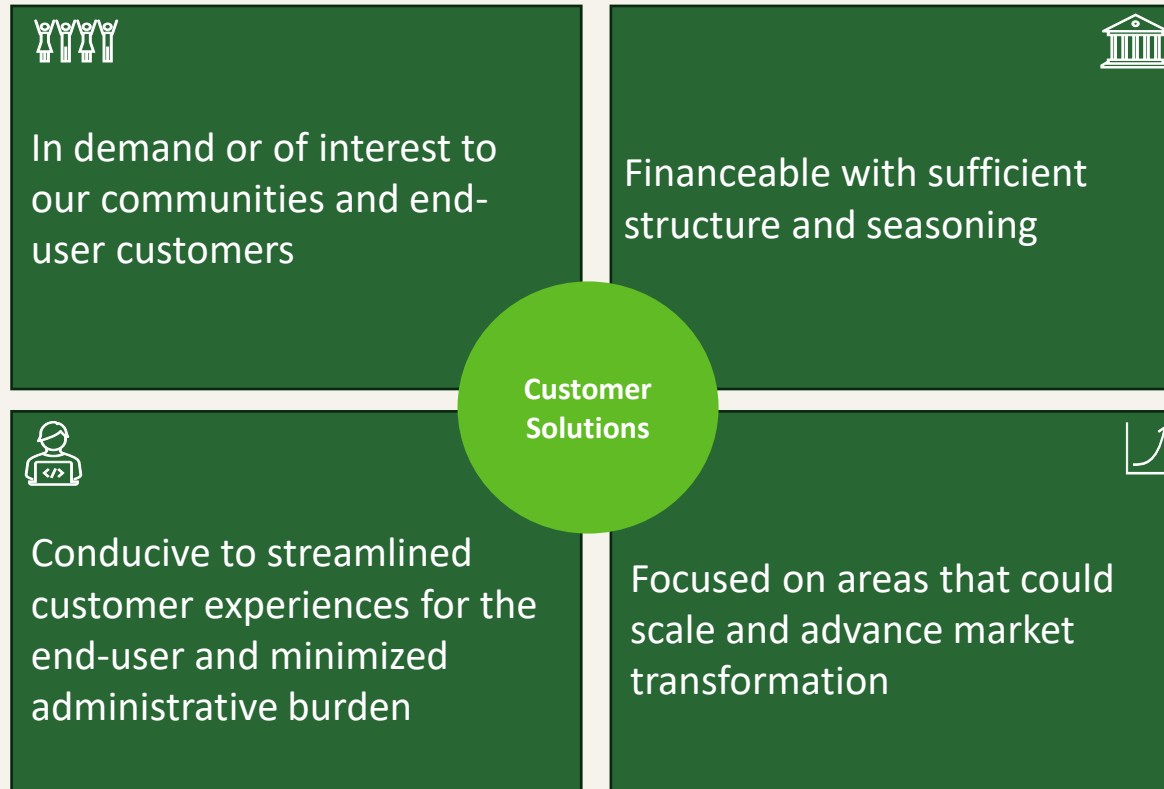 In demand or of interest to
our communities and end-
user customers
Financeable with sufficient
structure and seasoning
Customer
Solutions
</>
Conducive to streamlined
customer experiences for the
end-user and minimized
administrative burden
Focused on areas that could
scale and advance market
transformation